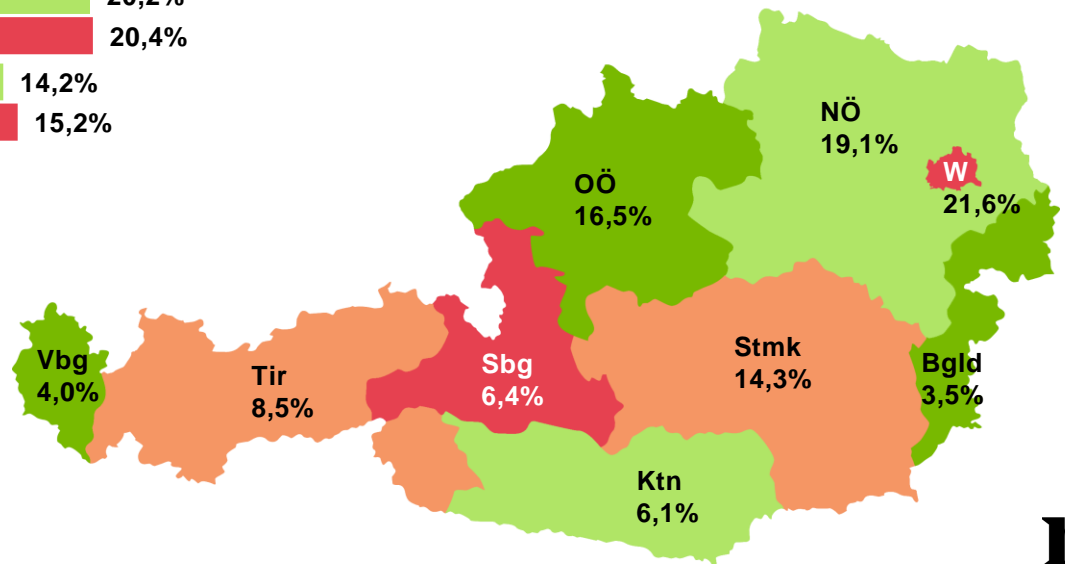 20,4%
14,2%
15,2%
NÖ
19,1%
W
21,6%
OÖ
16,5%
Vbg
4,0%
Tir
8,5%
Sbg
6,4%
Stmk
14,3%
Bgld
3,5%
Ktn
6,1%